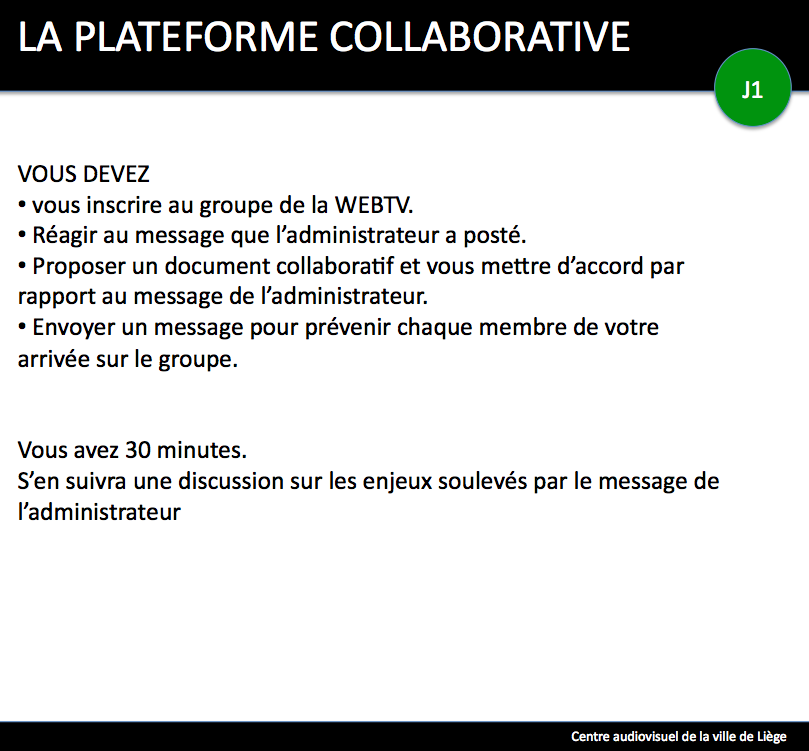 LA PLATEFORME COLLABORATIVE
J1
VOUS DEVEZ
• vous inscrire au groupe de la WEBTV.
• Réagir au message que l’administrateur a posté.
• Proposer un document collaboratif et vous mettre d’accord par
rapport au message de l’administrateur.
• Envoyer un message pour prévenir chaque membre de votre
arrivée sur le groupe.
Vous avez 30 minutes.
S’en suivra une discussion sur les enjeux soulevés par le message de
l’administrateur
Centre audiovisuel de la ville de Liège